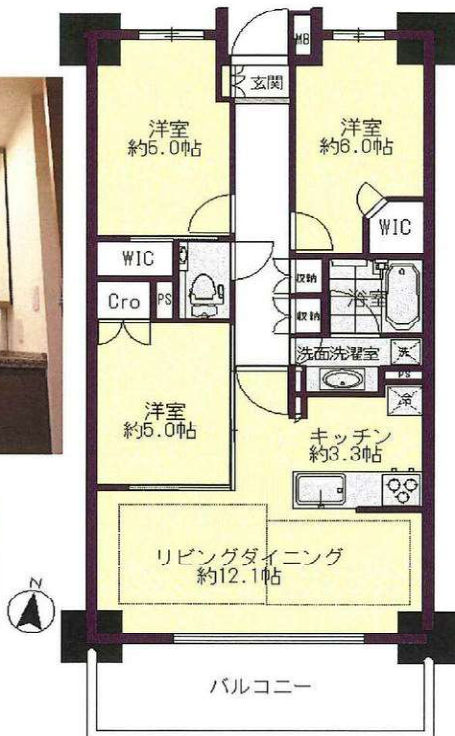 MB
玄関
洋室
約5.0帖
洋室
約6.0帖
WIC
WIC
Cro
PS
収納
収納
浴室
洗面洗濯室
洗
PS
冷
洋室
約5.0帖
キッチン
約3.3帖
リビングダイニング
約12.1帖
N
バルコニー